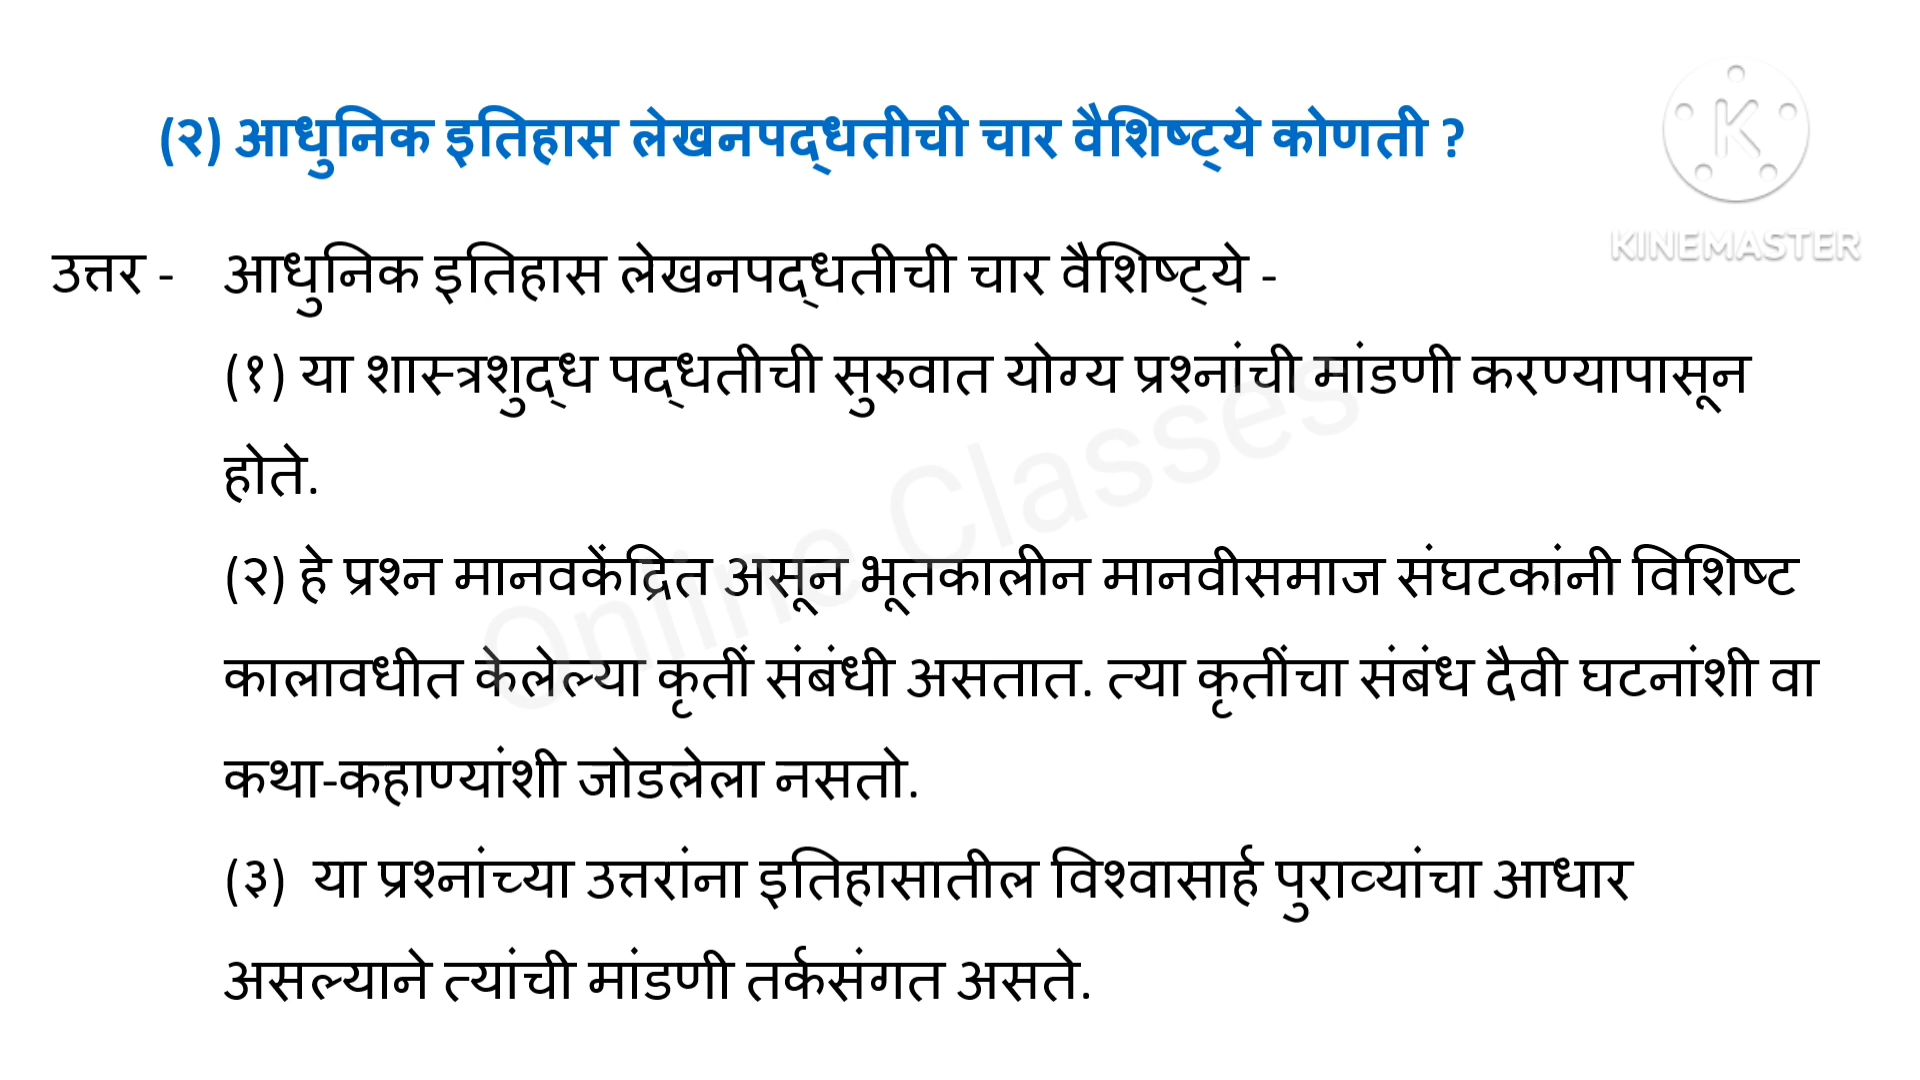 (२) आधुनिक इतिहास लेखनपद्धतीची चार वैशिष्ट्ये कोणती ?
KINEMASTER
उत्तर - आधुनिक इतिहास लेखनपद्धतीची चार वैशिष्ट्ये -
(१) या शास्त्रशुद्ध पद्धतीची सुरुवात योग्य प्रश्नांची मांडणी करण्यापासून
होते.
(२) हे प्रश्न मानवकेंद्रित असून भूतकालीन मानवीसमाज संघटकांनी विशिष्ट
कालावधीत केलेल्या कृतीं संबंधी असतात. त्या कृतींचा संबंध दैवी घटनांशी वा
कथा-कहाण्यांशी जोडलेला नसतो.
(३) या प्रश्नांच्या उत्तरांना इतिहासातील विश्वासार्ह पुराव्यांचा आधार
असल्याने त्यांची मांडणी तर्कसंगत असते.
Online Classes